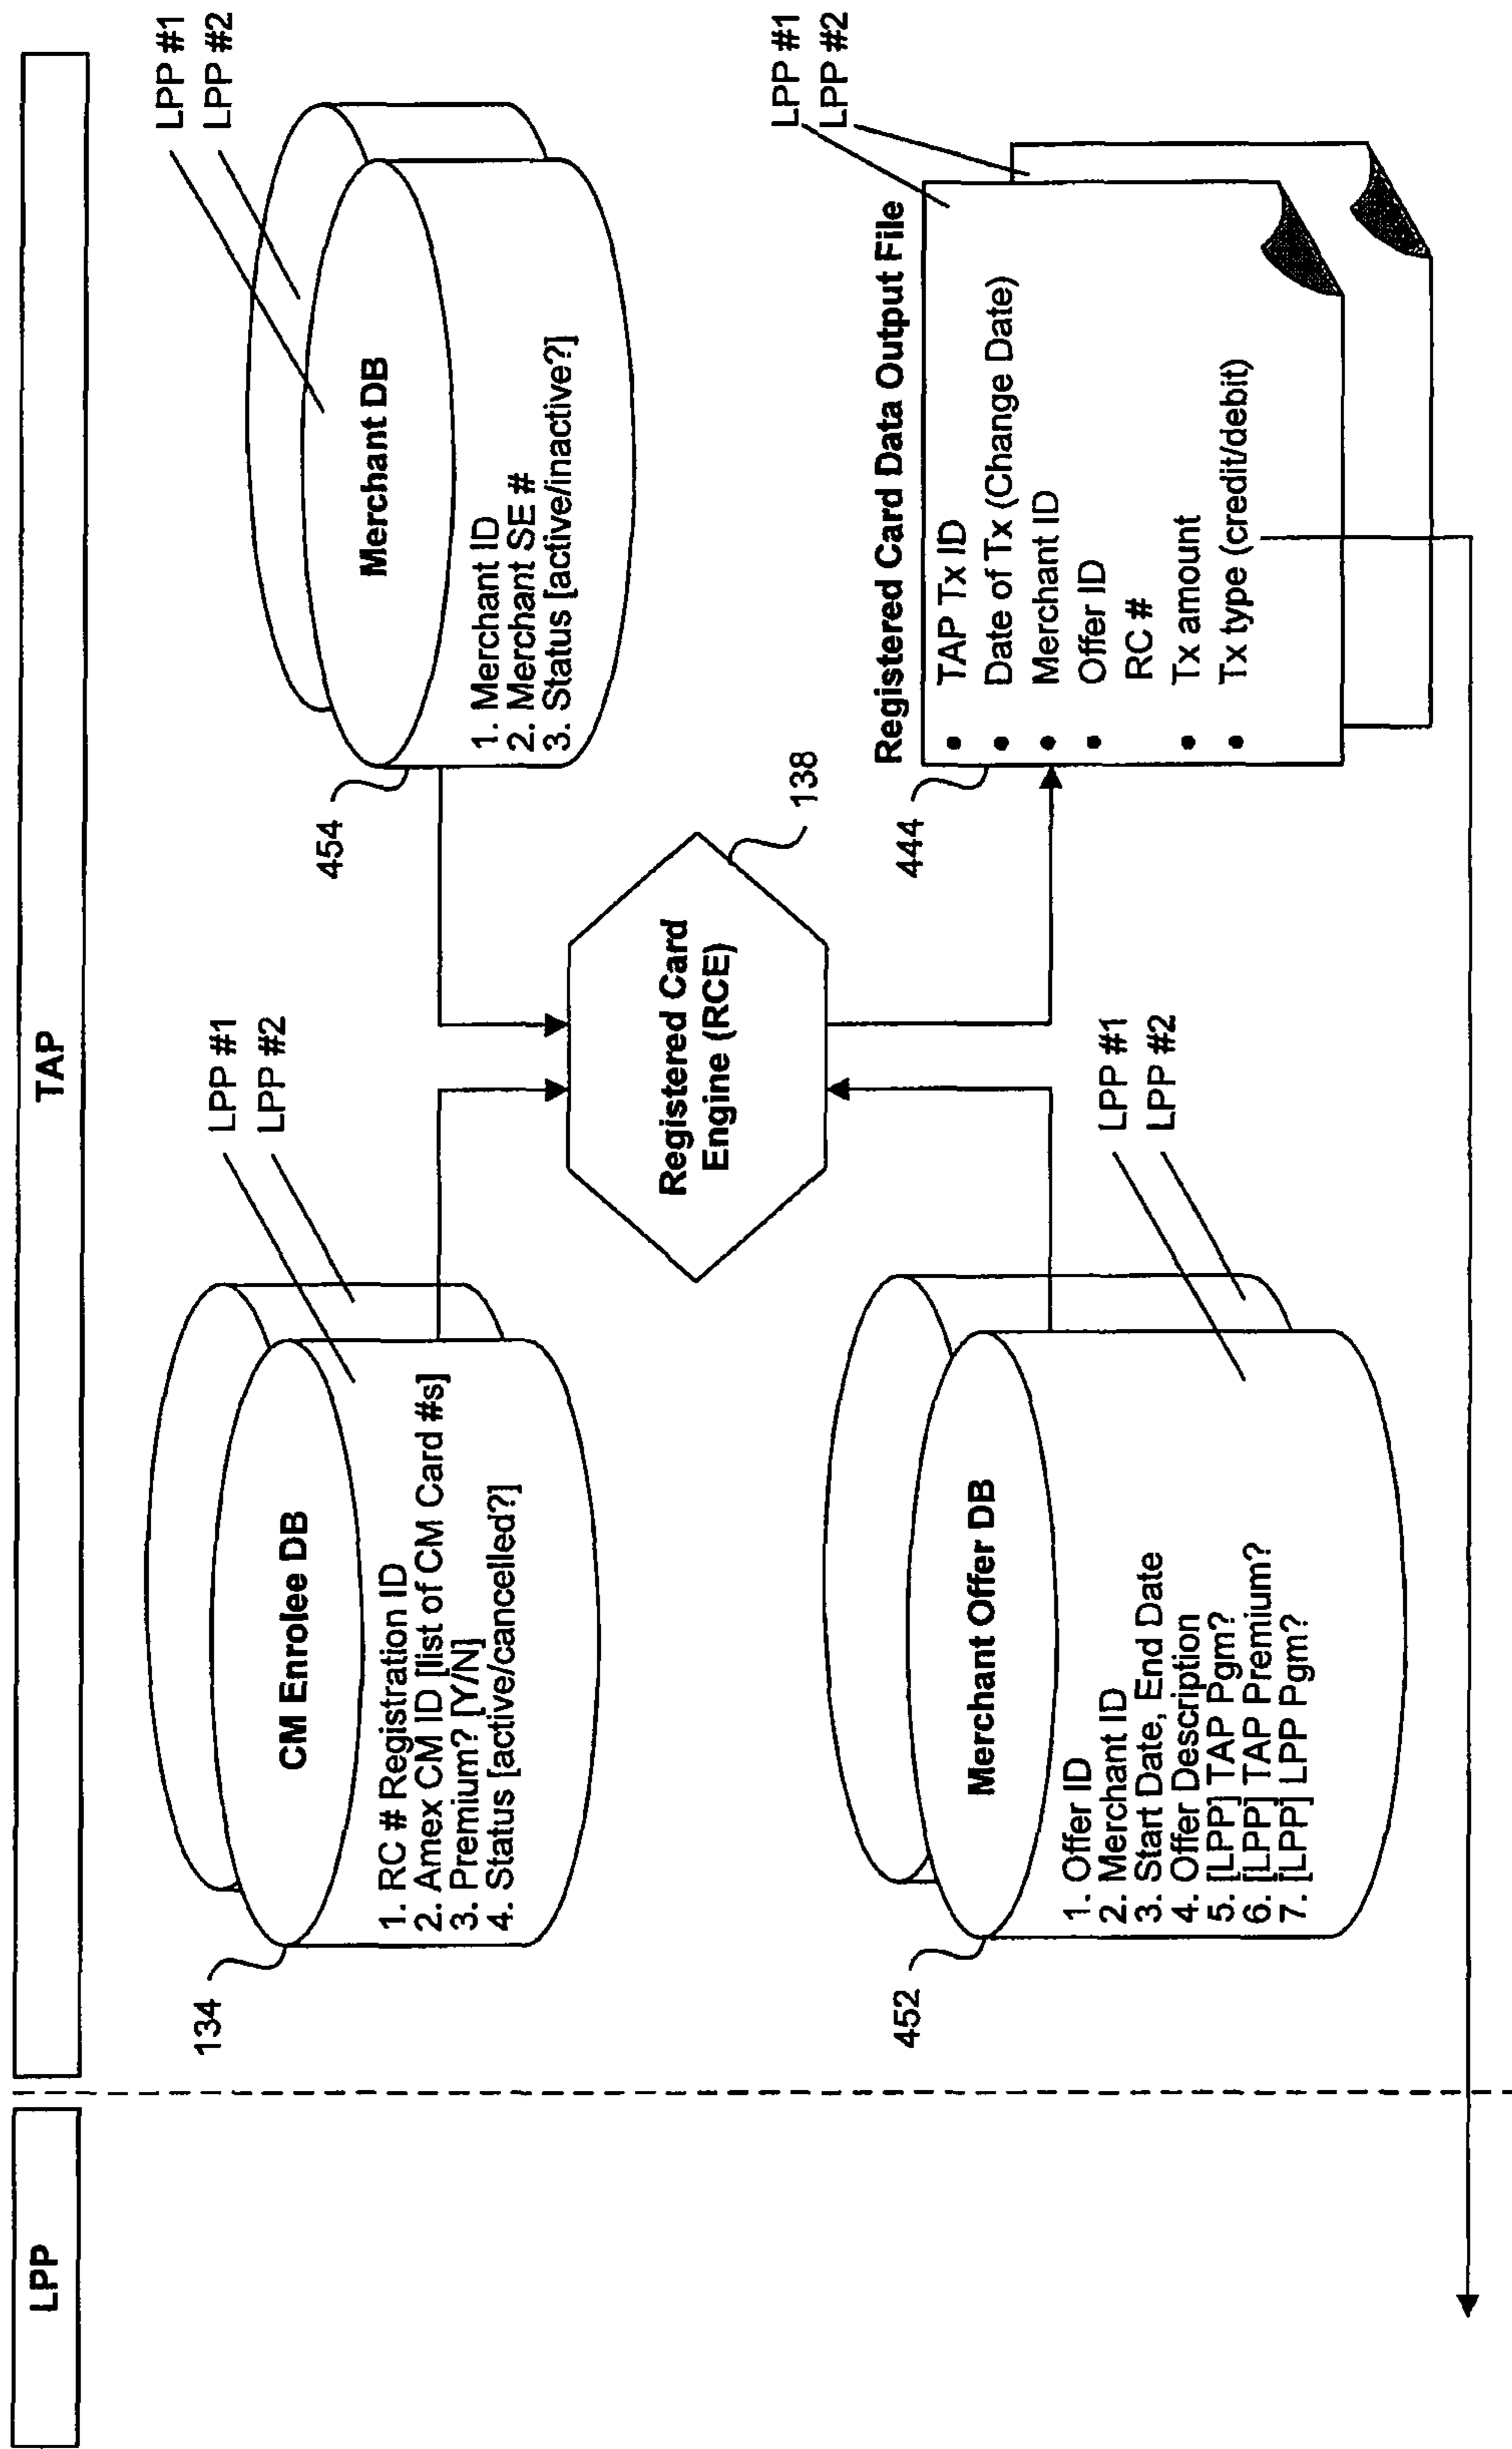 LPP
TAP
LPP #1
LPP #2
CM Enrolee DB
1. RC # Registration ID
2. Amex CM ID [list of CM Card #s]
3. Premium? [Y/N]
4. Status [active/cancelled?]
134
LPP #1
LPP #2
Merchant DB
1. Merchant ID
2. Merchant SE #
3. Status [active/inactive?]
454
Registered Card
Engine (RCE)
138
LPP #1
LPP #2
Merchant Offer DB
1. Offer ID
2. Merchant ID
3. Start Date, End Date
4. Offer Description
5. [LPP] TAP Pgm?
6. [LPP] TAP Premium?
7. [LPP] LPP Pgm?
452
LPP #1
LPP #2
Registered Card Data Output File
• TAP Tx ID
• Date of Tx (Change Date)
• Merchant ID
• Offer ID
RC #
• Tx amount
• Tx type (credit/debit)
444